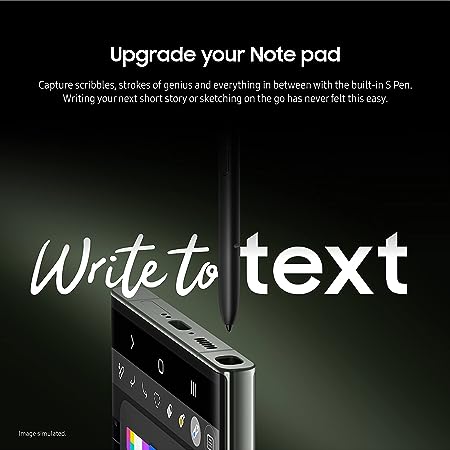 Upgrade your Note pad
Capture scribbles, strokes of genius and everything in between with the built-in S Pen.
Writing your next short story or sketching on the go has never felt this easy.
Write to text
Image simulated.